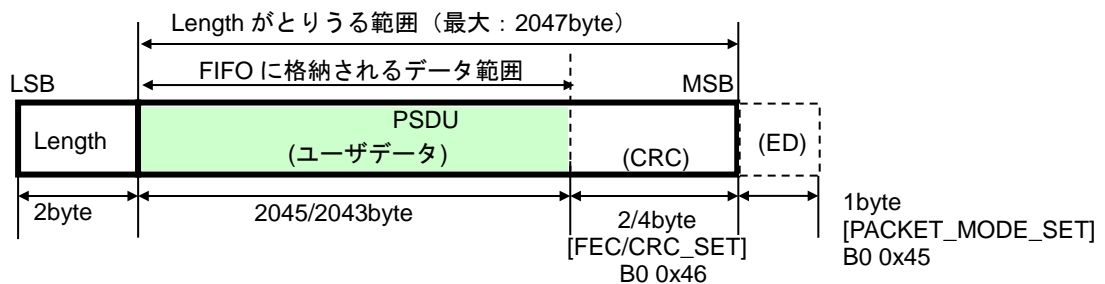 Length がとりうる範囲（最大：2047byte）
FIFO に格納されるデータ範囲
LSB
MSB
Length
PSDU
(ユーザデータ)
(CRC)
(ED)
2byte
2045/2043byte
2/4byte
[FEC/CRC_SET]
B0 0x46
1byte
[PACKET_MODE_SET]
B0 0x45